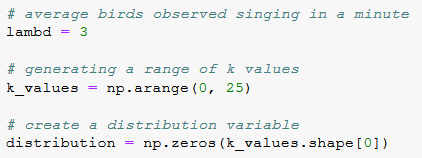 # average birds observed singing in a minute
lambd = 3
# generating a range of k values
k_values = np.arange(0, 25)
# create a distribution variable
distribution = np.zeros(k_values.shape[0])